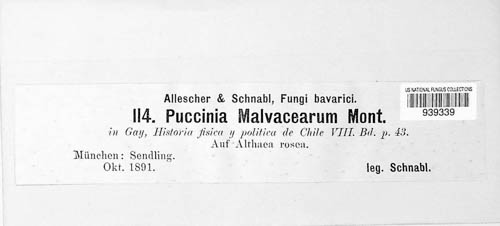 Allescher & Schnabl, Fungi bavarici.
114. Puccinia Malvacearum Mont.
in Gay, Historia fisica y politica de Chile VIII. Bd. p. 43.
Auf Althaea rosea.
München: Sendling.
Okt. 1891.
leg. Schnabl.
US NATIONAL FUNGUS COLLECTIONS
939339